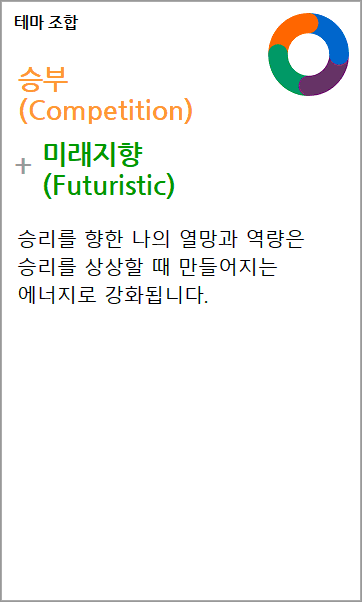 테마 조합
승부
(Competition)
+ 미래지향
(Futuristic)
승리를 향한 나의 열망과 역량은
승리를 상상할 때 만들어지는
에너지로 강화됩니다.